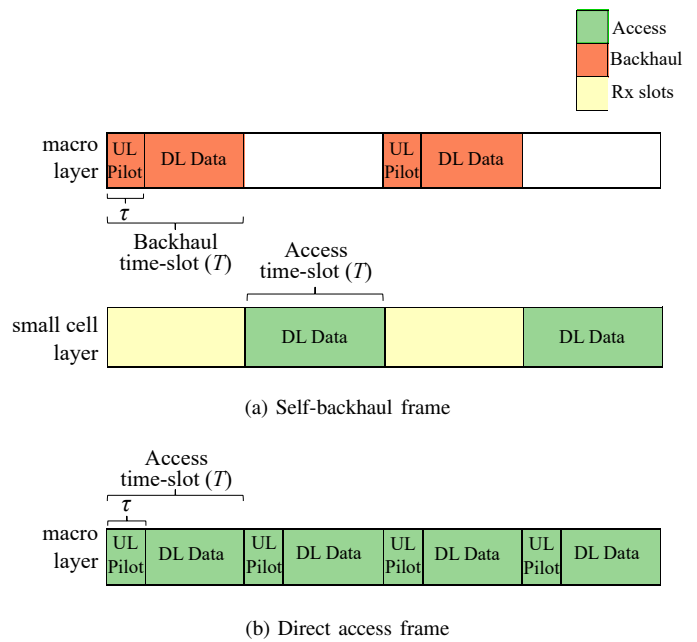 Access
Backhaul
Rx slots
macro
layer
UL
Pilot
DL Data
UL
Pilot
DL Data
τ
Backhaul
time-slot (T)
Access
time-slot (T)
small cell
layer
DL Data
DL Data
(a) Self-backhaul frame
Access
time-slot (T)
τ
macro
layer
UL
Pilot
DL Data
UL
Pilot
DL Data
UL
Pilot
DL Data
UL
Pilot
DL Data
(b) Direct access frame